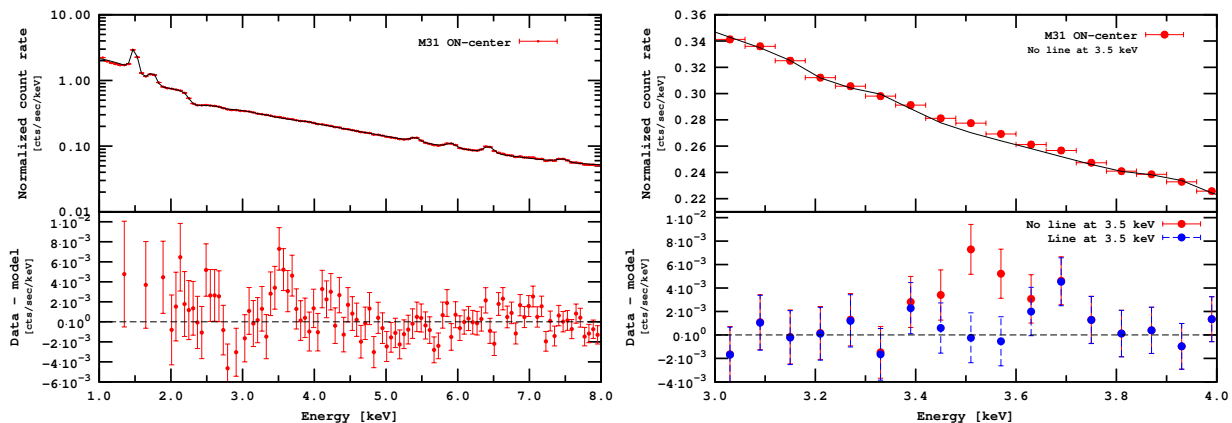 10.00
1.00
0.10
0.01
Normalized count rate
[cts/sec/keV]
M31 ON-center
1·10⁻²
8·10⁻³
6·10⁻³
4·10⁻³
2·10⁻³
0·10⁰
-2·10⁻³
-4·10⁻³
-6·10⁻³
Data - model
[cts/sec/keV]
1.0 2.0 3.0 4.0 5.0 6.0 7.0 8.0
Energy [keV]
0.36
0.34
0.32
0.30
0.28
0.26
0.24
0.22
Normalized count rate
[cts/sec/keV]
M31 ON-center
No line at 3.5 keV
1·10⁻²
8·10⁻³
6·10⁻³
4·10⁻³
2·10⁻³
0·10⁰
-2·10⁻³
-4·10⁻³
Data - model
[cts/sec/keV]
No line at 3.5 keV
Line at 3.5 keV
3.0 3.2 3.4 3.6 3.8 4.0
Energy [keV]